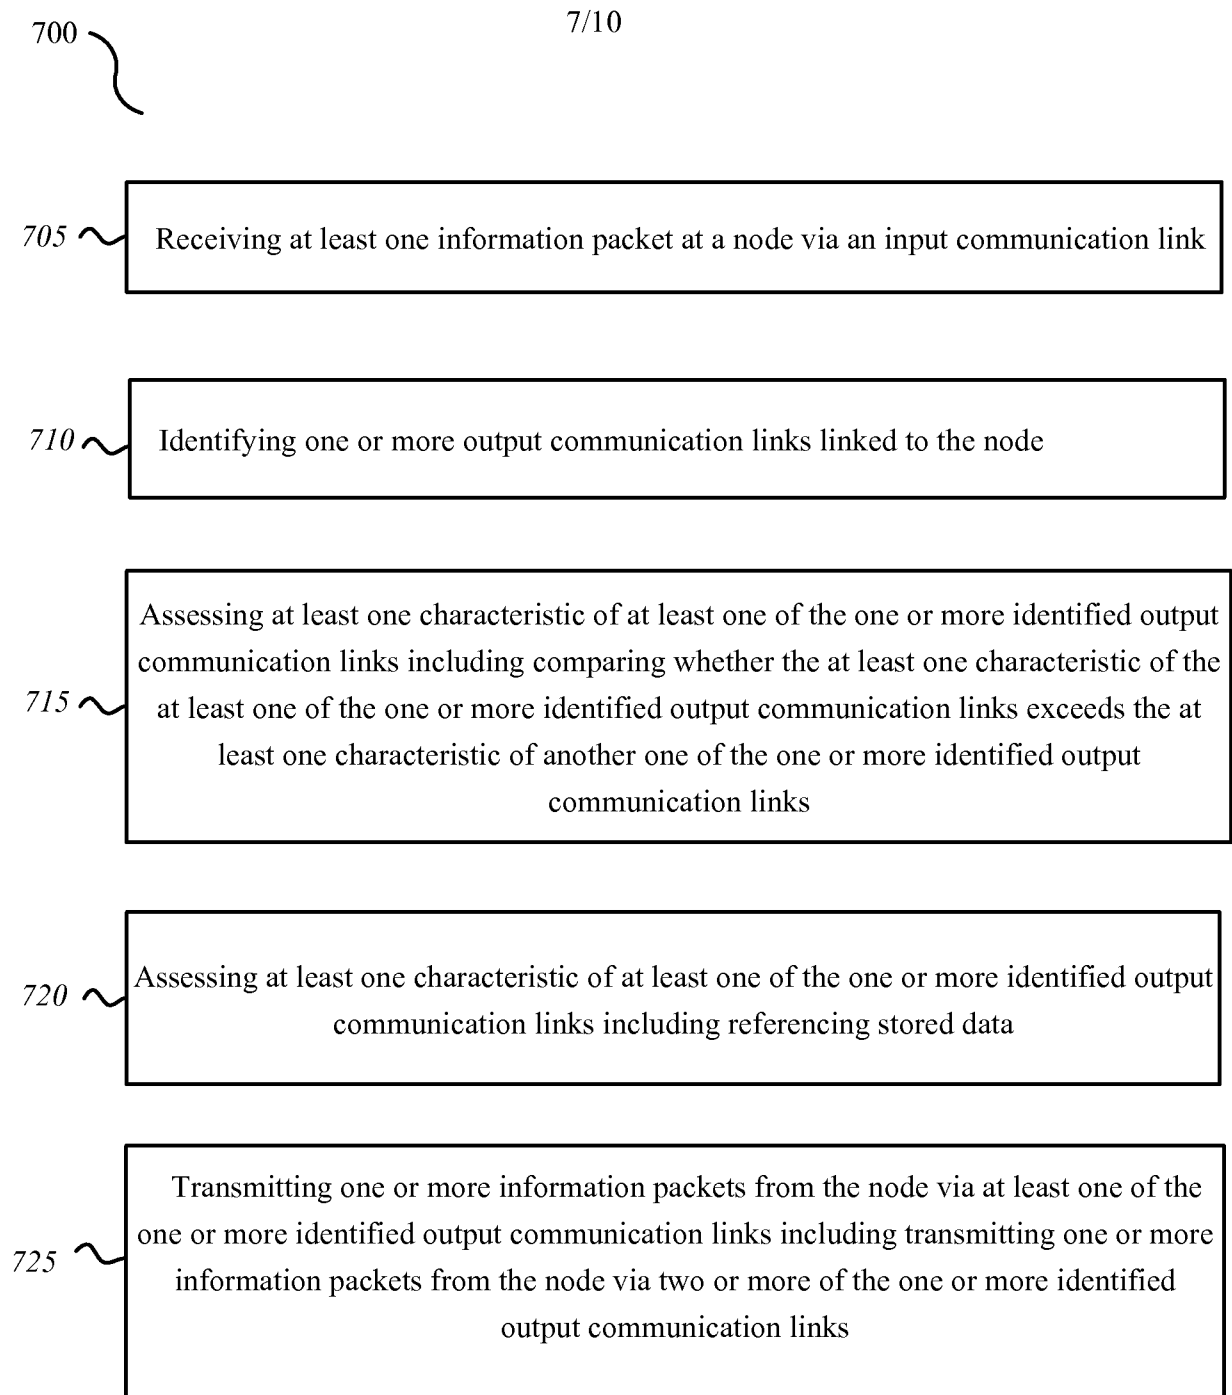 7/10
700
705
Receiving at least one information packet at a node via an input communication link
710
Identifying one or more output communication links linked to the node
715
Assessing at least one characteristic of at least one of the one or more identified output
communication links including comparing whether the at least one characteristic of the
at least one of the one or more identified output communication links exceeds the at
least one characteristic of another one of the one or more identified output
communication links
720
Assessing at least one characteristic of at least one of the one or more identified output
communication links including referencing stored data
725
Transmitting one or more information packets from the node via at least one of the
one or more identified output communication links including transmitting one or more
information packets from the node via two or more of the one or more identified
output communication links